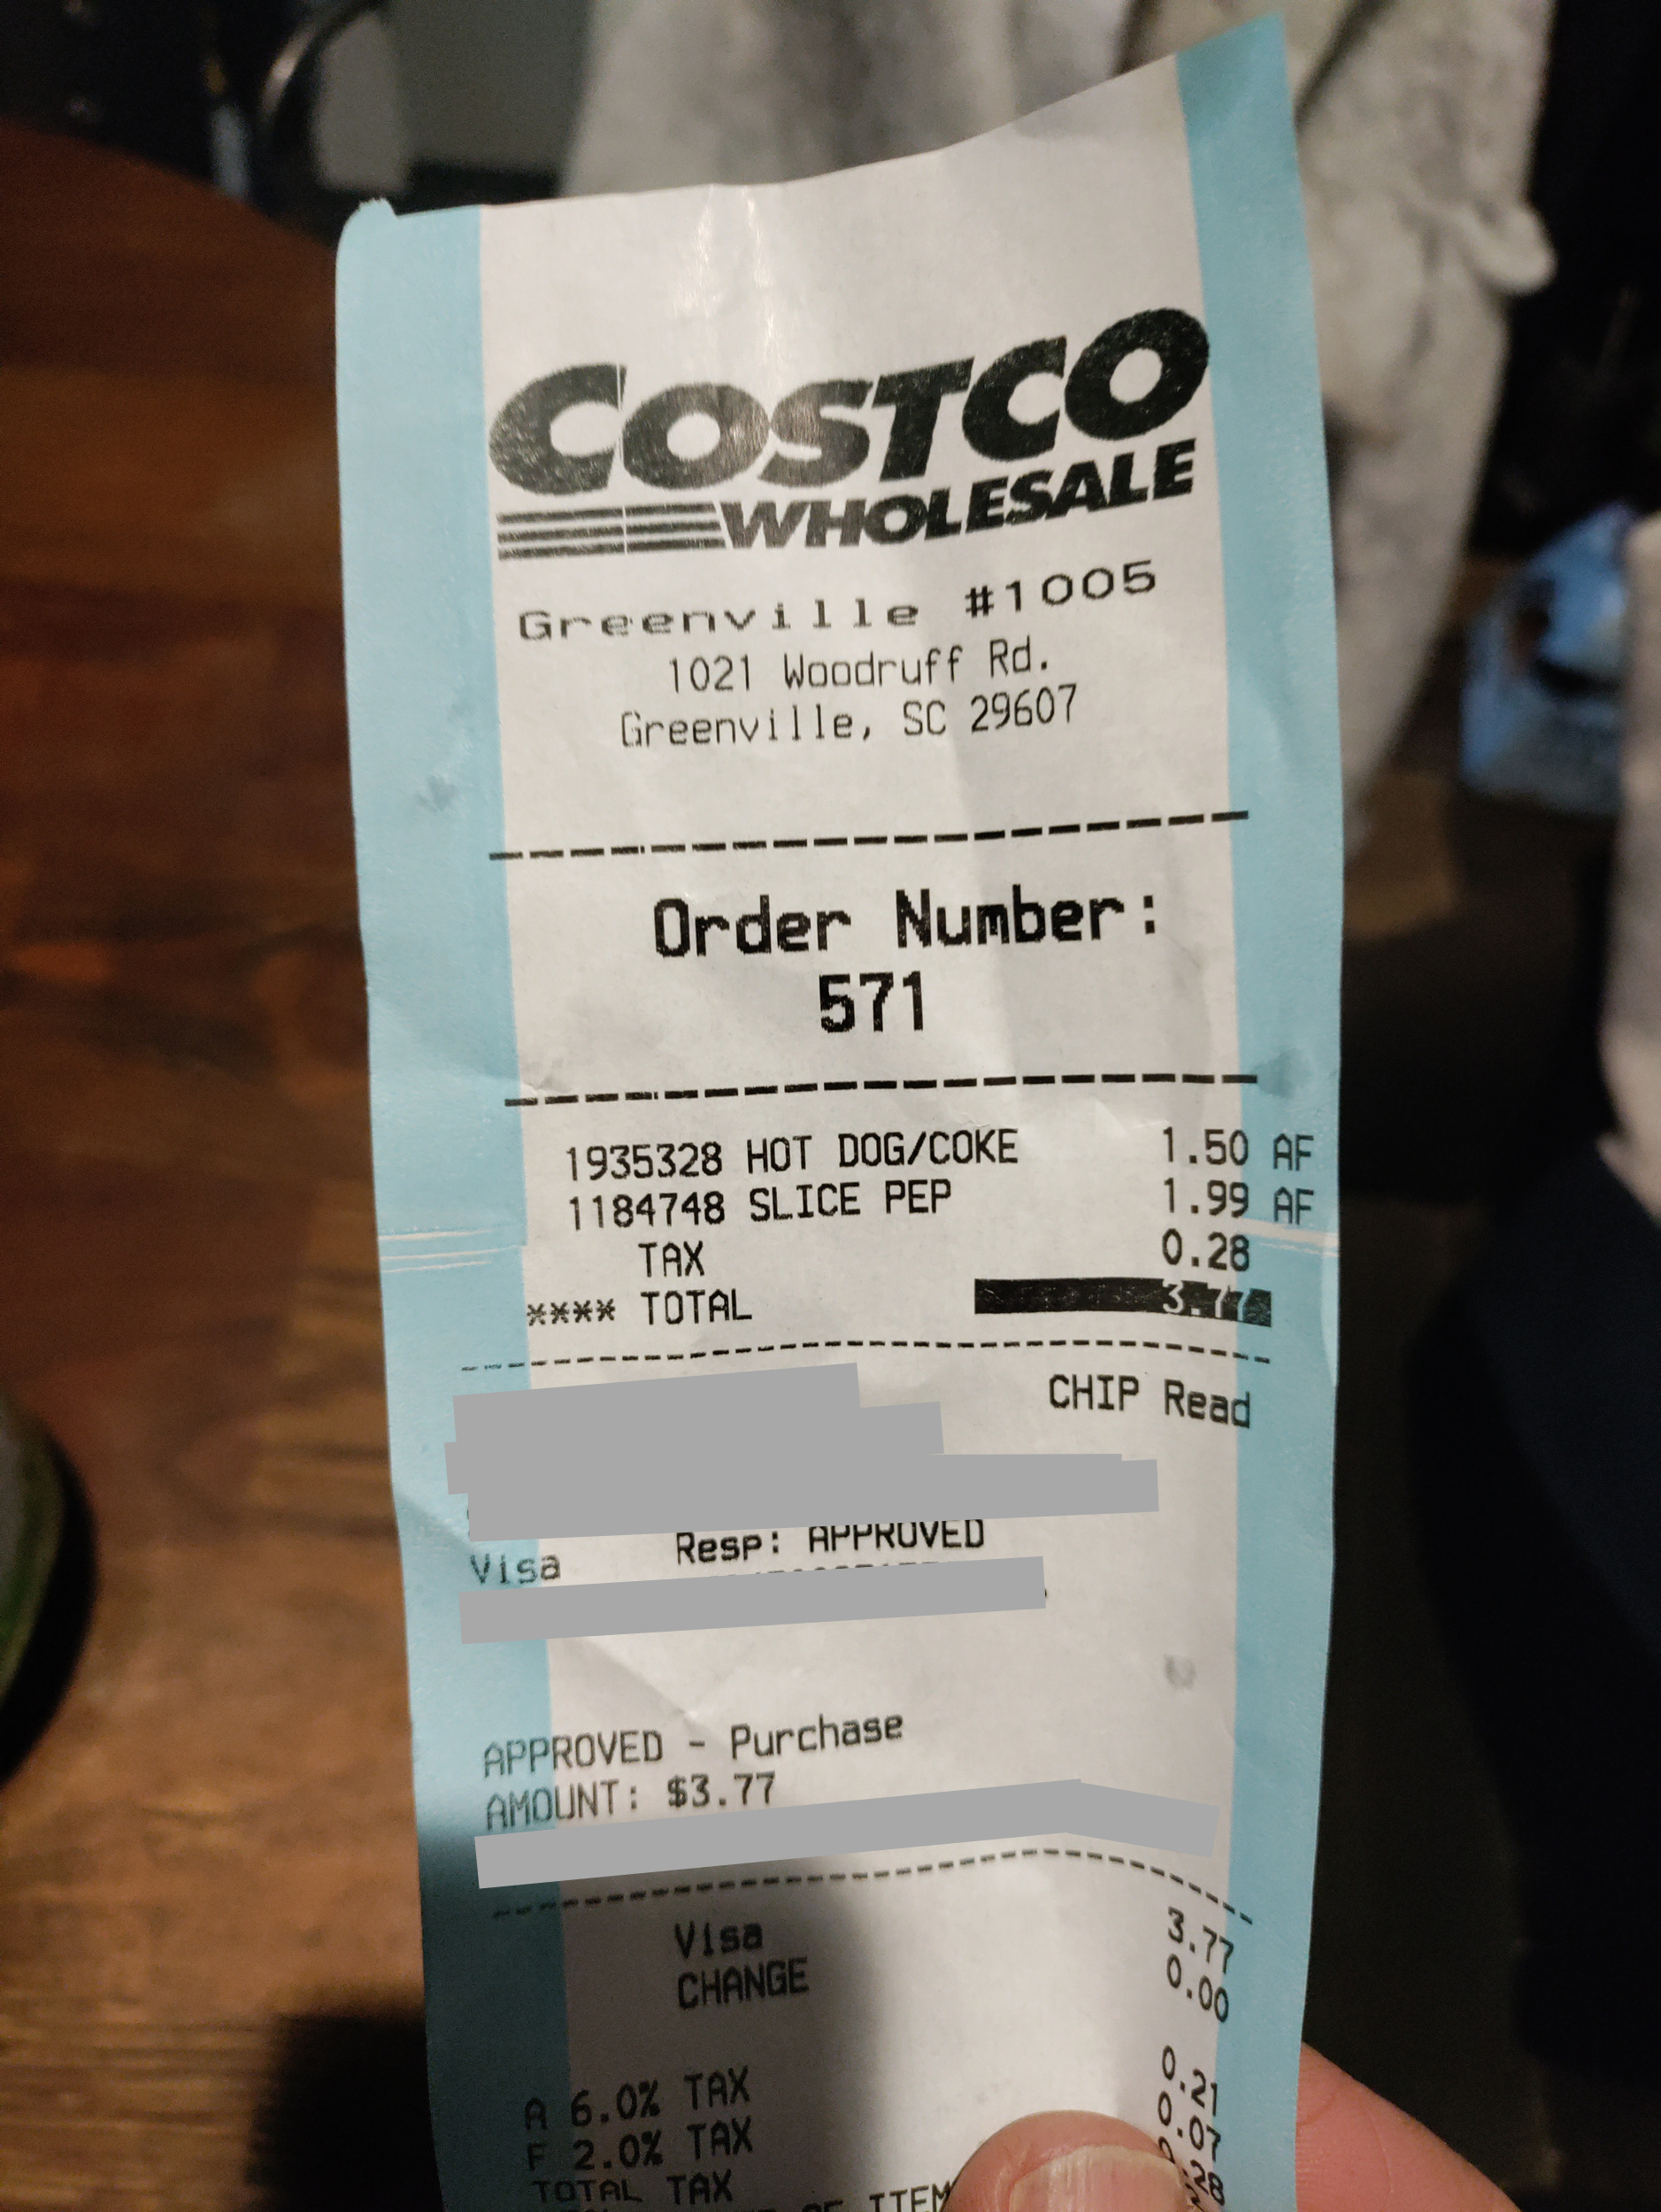 COSTCO
WHOLESALE
Greenville #1005
1021 Woodruff Rd.
Greenville, SC 29607
Order Number:
571
1935328 HOT DOG/COKE 1.50 AF
1184748 SLICE PEP 1.99 AF
TAX 0.28
**** TOTAL 3.77
CHIP Read
Visa Resp: APPROVED
APPROVED - Purchase
AMOUNT: $3.77
Visa 3.77
CHANGE 0.00
A 6.0% TAX 0.21
F 2.0% TAX 0.07
TOTAL TAX